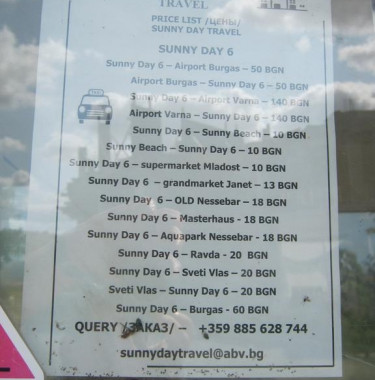 TRAVEL
PRICE LIST /ЦЕНЫ/
SUNNY DAY TRAVEL
SUNNY DAY 6
Sunny Day 6 – Airport Burgas – 50 BGN
Airport Burgas – Sunny Day 6 – 50 BGN
Sunny Day 6 – Airport Varna – 140 BGN
Airport Varna – Sunny Day 6 – 140 BGN
Sunny Day 6 – Sunny Beach – 10 BGN
Sunny Beach – Sunny Day 6 – 10 BGN
Sunny Day 6 – supermarket Mladost – 10 BGN
Sunny Day 6 – grandmarket Janet – 13 BGN
Sunny Day 6 – OLD Nessebar – 18 BGN
Sunny Day 6 – Masterhaus - 18 BGN
Sunny Day 6 – Aquapark Nessebar - 18 BGN
Sunny Day 6 – Ravda – 20 BGN
Sunny Day 6 – Sveti Vlas – 20 BGN
Sveti Vlas – Sunny Day 6 – 20 BGN
Sunny Day 6 – Burgas - 60 BGN
QUERY /ЗАКАЗ/ – +359 885 628 744
sunnydaytravel@abv.bg